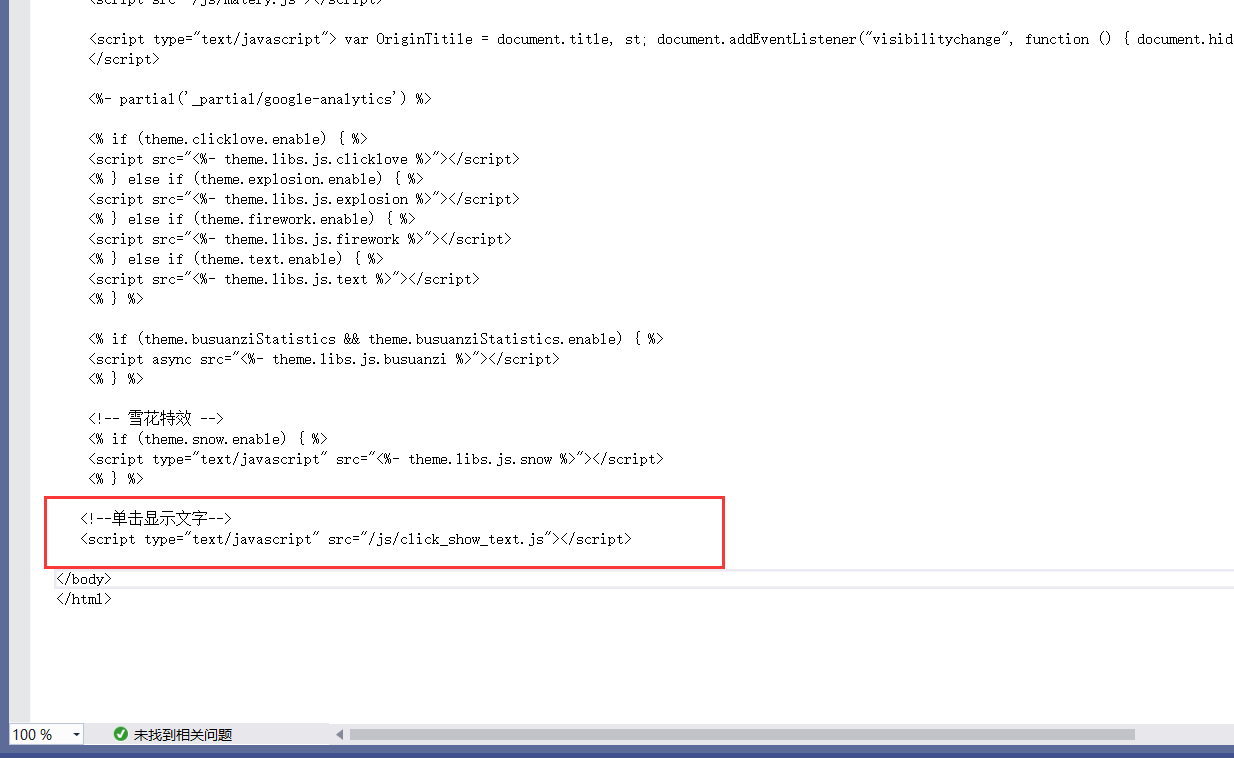 <script src="/js/matery.js"></script>
<script type="text/javascript"> var OriginTitile = document.title, st; document.addEventListener("visibilitychange", function () { document.hid
</script>
<%- partial('_partial/google-analytics') %>
<% if (theme.clicklove.enable) { %>
<script src="<%- theme.libs.js.clicklove %>"></script>
<% } else if (theme.explosion.enable) { %>
<script src="<%- theme.libs.js.explosion %>"></script>
<% } else if (theme.firework.enable) { %>
<script src="<%- theme.libs.js.firework %>"></script>
<% } else if (theme.text.enable) { %>
<script src="<%- theme.libs.js.text %>"></script>
<% } %>
<% if (theme.busuanziStatistics && theme.busuanziStatistics.enable) { %>
<script async src="<%- theme.libs.js.busuanzi %>"></script>
<% } %>
<!-- 雪花特效 -->
<% if (theme.snow.enable) { %>
<script type="text/javascript" src="<%- theme.libs.js.snow %>"></script>
<% } %>
<!--单击显示文字-->
<script type="text/javascript" src="/js/click_show_text.js"></script>
</body>
</html>
100 % 未找到相关问题